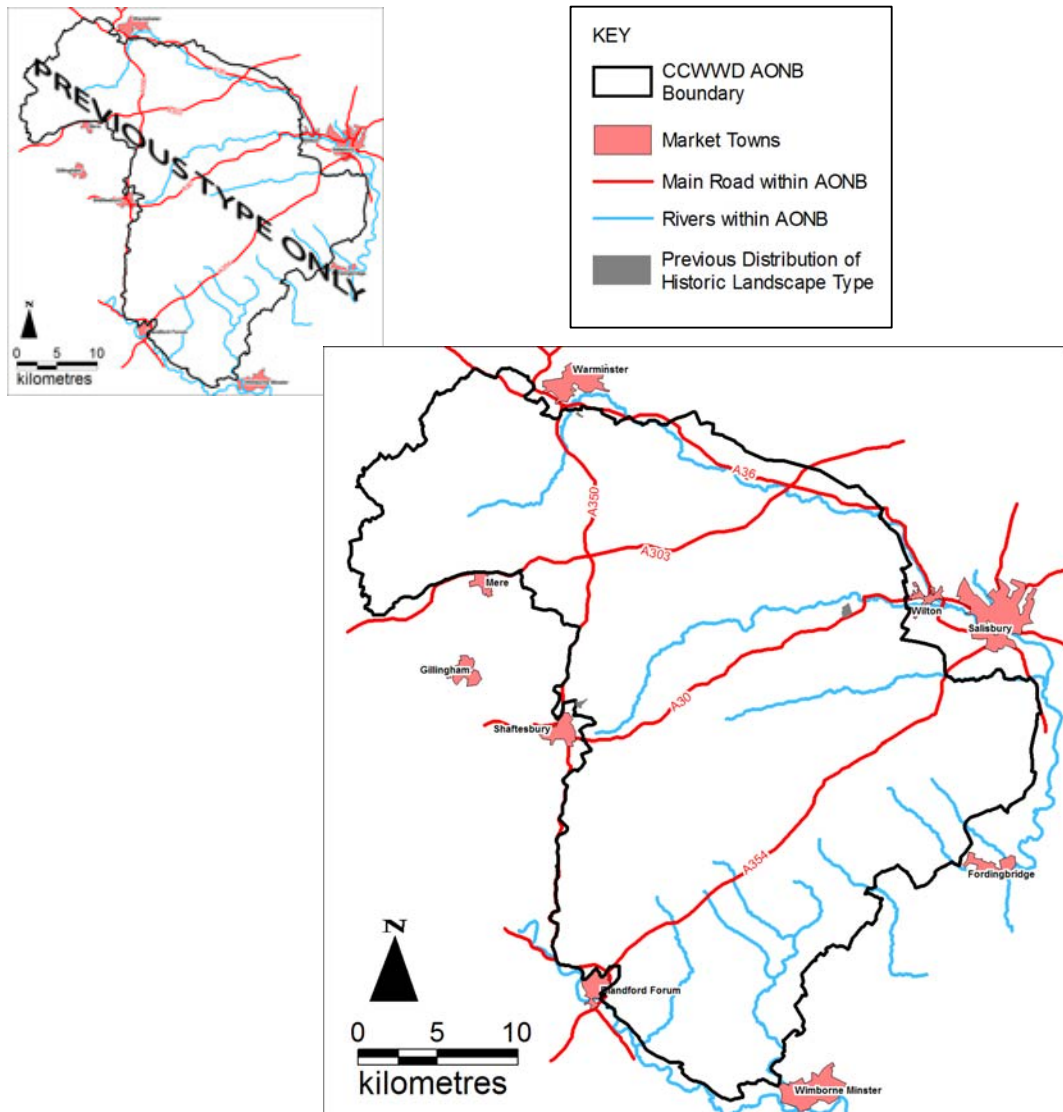 Warminster
PREVIOUS TYPE ONLY
Gillingham
N
0 5 10
kilometres
KEY
CCWWD AONB
Boundary
Market Towns
Main Road within AONB
Rivers within AONB
Previous Distribution of
Historic Landscape Type
Warminster
A36
A350
A303
Mere
Wilton
Salisbury
Gillingham
A30
Shaftesbury
A354
Fordingbridge
N
Blandford Forum
0 5 10
kilometres
Wimborne Minster